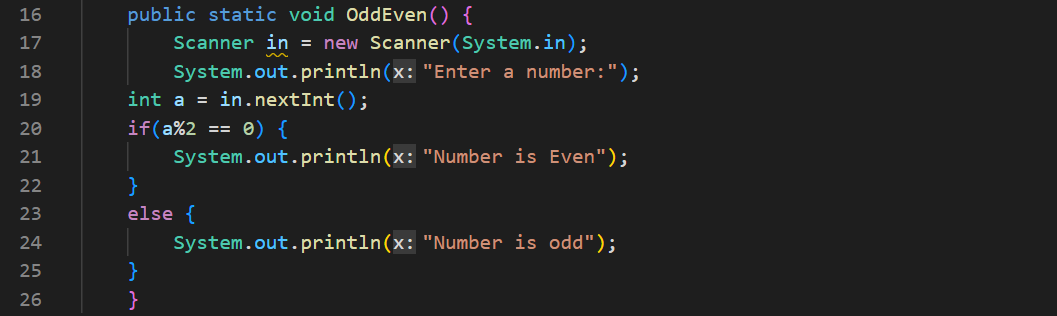 16 public static void OddEven() {
17 Scanner in = new Scanner(System.in);
18 System.out.println(x: "Enter a number:");
19 int a = in.nextInt();
20 if(a%2 == 0) {
21 System.out.println(x: "Number is Even");
22 }
23 else {
24 System.out.println(x: "Number is odd");
25 }
26 }